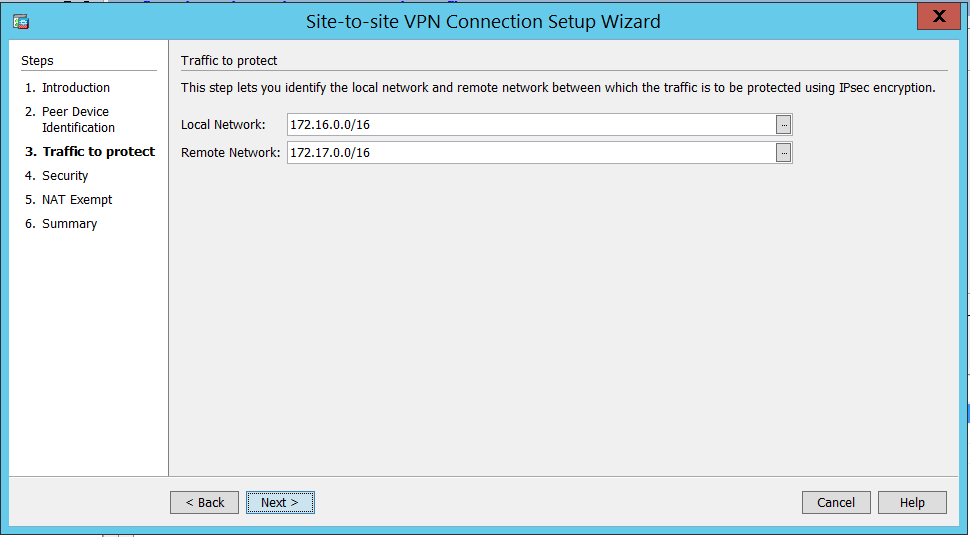 Site-to-site VPN Connection Setup Wizard
X
Steps
1. Introduction
2. Peer Device
Identification
3. Traffic to protect
4. Security
5. NAT Exempt
6. Summary
Traffic to protect
This step lets you identify the local network and remote network between which the traffic is to be protected using IPsec encryption.
Local Network: 172.16.0.0/16 ...
Remote Network: 172.17.0.0/16 ...
< Back Next > Cancel Help